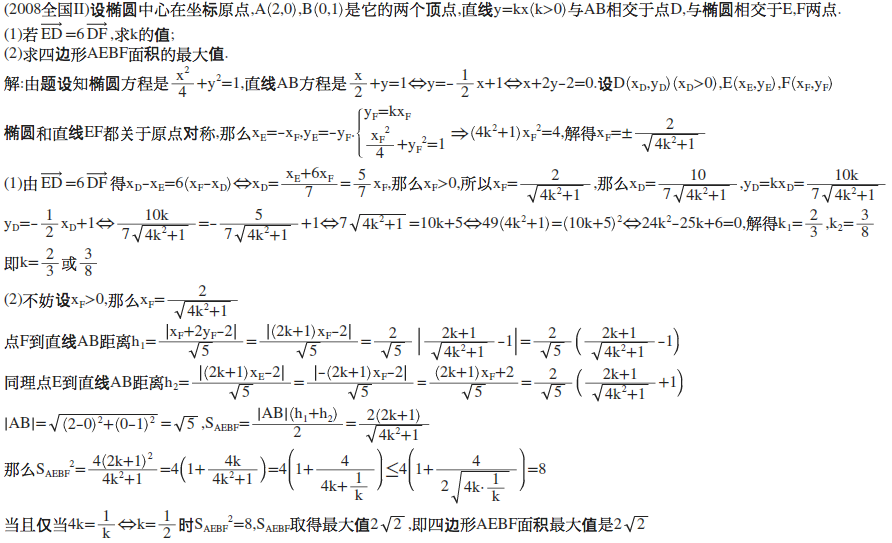 (2008全国II)设椭圆中心在坐标原点,A(2,0),B(0,1)是它的两个顶点,直线y=kx(k>0)与AB相交于点D,与椭圆相交于E,F两点.
(1)若$\overrightarrow{ED}=6\overrightarrow{DF}$,求k的值;
(2)求四边形AEBF面积的最大值.
解:由题设知椭圆方程是$\frac{x^2}{4}+y^2=1$,直线AB方程是$\frac{x}{2}+y=1⇔y=-\frac{1}{2}x+1⇔x+2y-2=0$.设D(x_D,y_D)(x_D>0),E(x_E,y_E),F(x_F,y_F)
椭圆和直线EF都关于原点对称,那么$x_E=-x_F,y_E=-y_F$.$\begin{cases}y_F=kx_F\\\frac{x_F^2}{4}+y_F^2=1\end{cases}⇒(4k^2+1)x_F^2=4$,解得$x_F=±\frac{2}{\sqrt{4k^2+1}}$
(1)由$\overrightarrow{ED}=6\overrightarrow{DF}$得$x_D-x_E=6(x_F-x_D)⇔x_D=\frac{x_E+6x_F}{7}=\frac{5}{7}x_F$,那么$x_F>0$,所以$x_F=\frac{2}{\sqrt{4k^2+1}}$,那么$x_D=\frac{10}{7\sqrt{4k^2+1}},y_D=kx_D=\frac{10k}{7\sqrt{4k^2+1}}$
$y_D=-\frac{1}{2}x_D+1⇔\frac{10k}{7\sqrt{4k^2+1}}=-\frac{5}{7\sqrt{4k^2+1}}+1⇔7\sqrt{4k^2+1}=10k+5⇔49(4k^2+1)=(10k+5)^2⇔24k^2-25k+6=0$,解得$k_1=\frac{2}{3},k_2=\frac{3}{8}$
即$k=\frac{2}{3}$或$\frac{3}{8}$
(2)不妨设$x_F>0$,那么$x_F=\frac{2}{\sqrt{4k^2+1}}$
点F到直线AB距离$h_1=\frac{|x_F+2y_F-2|}{\sqrt{5}}=\frac{|(2k+1)x_F-2|}{\sqrt{5}}=\frac{2}{\sqrt{5}}\left|\frac{2k+1}{\sqrt{4k^2+1}}-1\right|=\frac{2}{\sqrt{5}}\left(\frac{2k+1}{\sqrt{4k^2+1}}-1\right)$
同理点E到直线AB距离$h_2=\frac{|(2k+1)x_E-2|}{\sqrt{5}}=\frac{|-(2k+1)x_F-2|}{\sqrt{5}}=\frac{(2k+1)x_F+2}{\sqrt{5}}=\frac{2}{\sqrt{5}}\left(\frac{2k+1}{\sqrt{4k^2+1}}+1\right)$
$|AB|=\sqrt{(2-0)^2+(0-1)^2}=\sqrt{5},S_{AEBF}=\frac{|AB|(h_1+h_2)}{2}=\frac{2(2k+1)}{\sqrt{4k^2+1}}$
那么$S_{AEBF}^2=\frac{4(2k+1)^2}{4k^2+1}=4\left(1+\frac{4k}{4k^2+1}\right)=4\left(1+\frac{4}{4k+\frac{1}{k}}\right)≤4\left(1+\frac{4}{2\sqrt{4k·\frac{1}{k}}}\right)=8$
当且仅当$4k=\frac{1}{k}⇔k=\frac{1}{2}$时$S_{AEBF}^2=8,S_{AEBF}$取得最大值$2\sqrt{2}$,即四边形AEBF面积最大值是$2\sqrt{2}$